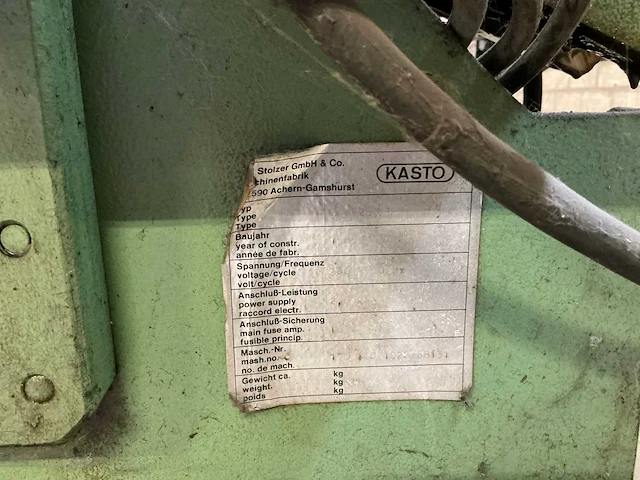 Stolzer GmbH & Co.
chinenfabrik
KASTO
590 Achern-Gamshurst
yp
Type
Type
Baujahr
year of constr.
année de fabr.
Spannung/Frequenz
voltage/cycle
volt/cycle
Anschluß-Leistung
power supply
raccord electr.
Anschluß-Sicherung
main fuse amp.
fusible princip.
Masch.-Nr.
mash.no
no. de mach.
Gewicht ca. kg
weight. kg
poids kg